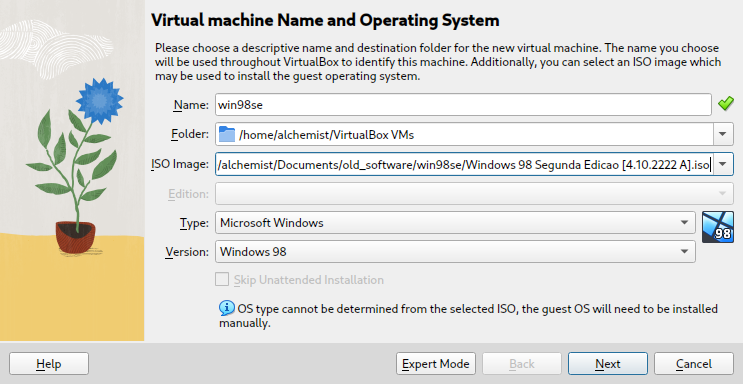 Virtual machine Name and Operating System
Please choose a descriptive name and destination folder for the new virtual machine. The name you choose
will be used throughout VirtualBox to identify this machine. Additionally, you can select an ISO image which
may be used to install the guest operating system.
Name: win98se
Folder: /home/alchemist/VirtualBox VMs
ISO Image: /alchemist/Documents/old_software/win98se/Windows 98 Segunda Edicao [4.10.2222 A].iso
Edition:
Type: Microsoft Windows
98
Version: Windows 98
Skip Unattended Installation
OS type cannot be determined from the selected ISO, the guest OS will need to be installed
manually.
Help Expert Mode Back Next Cancel